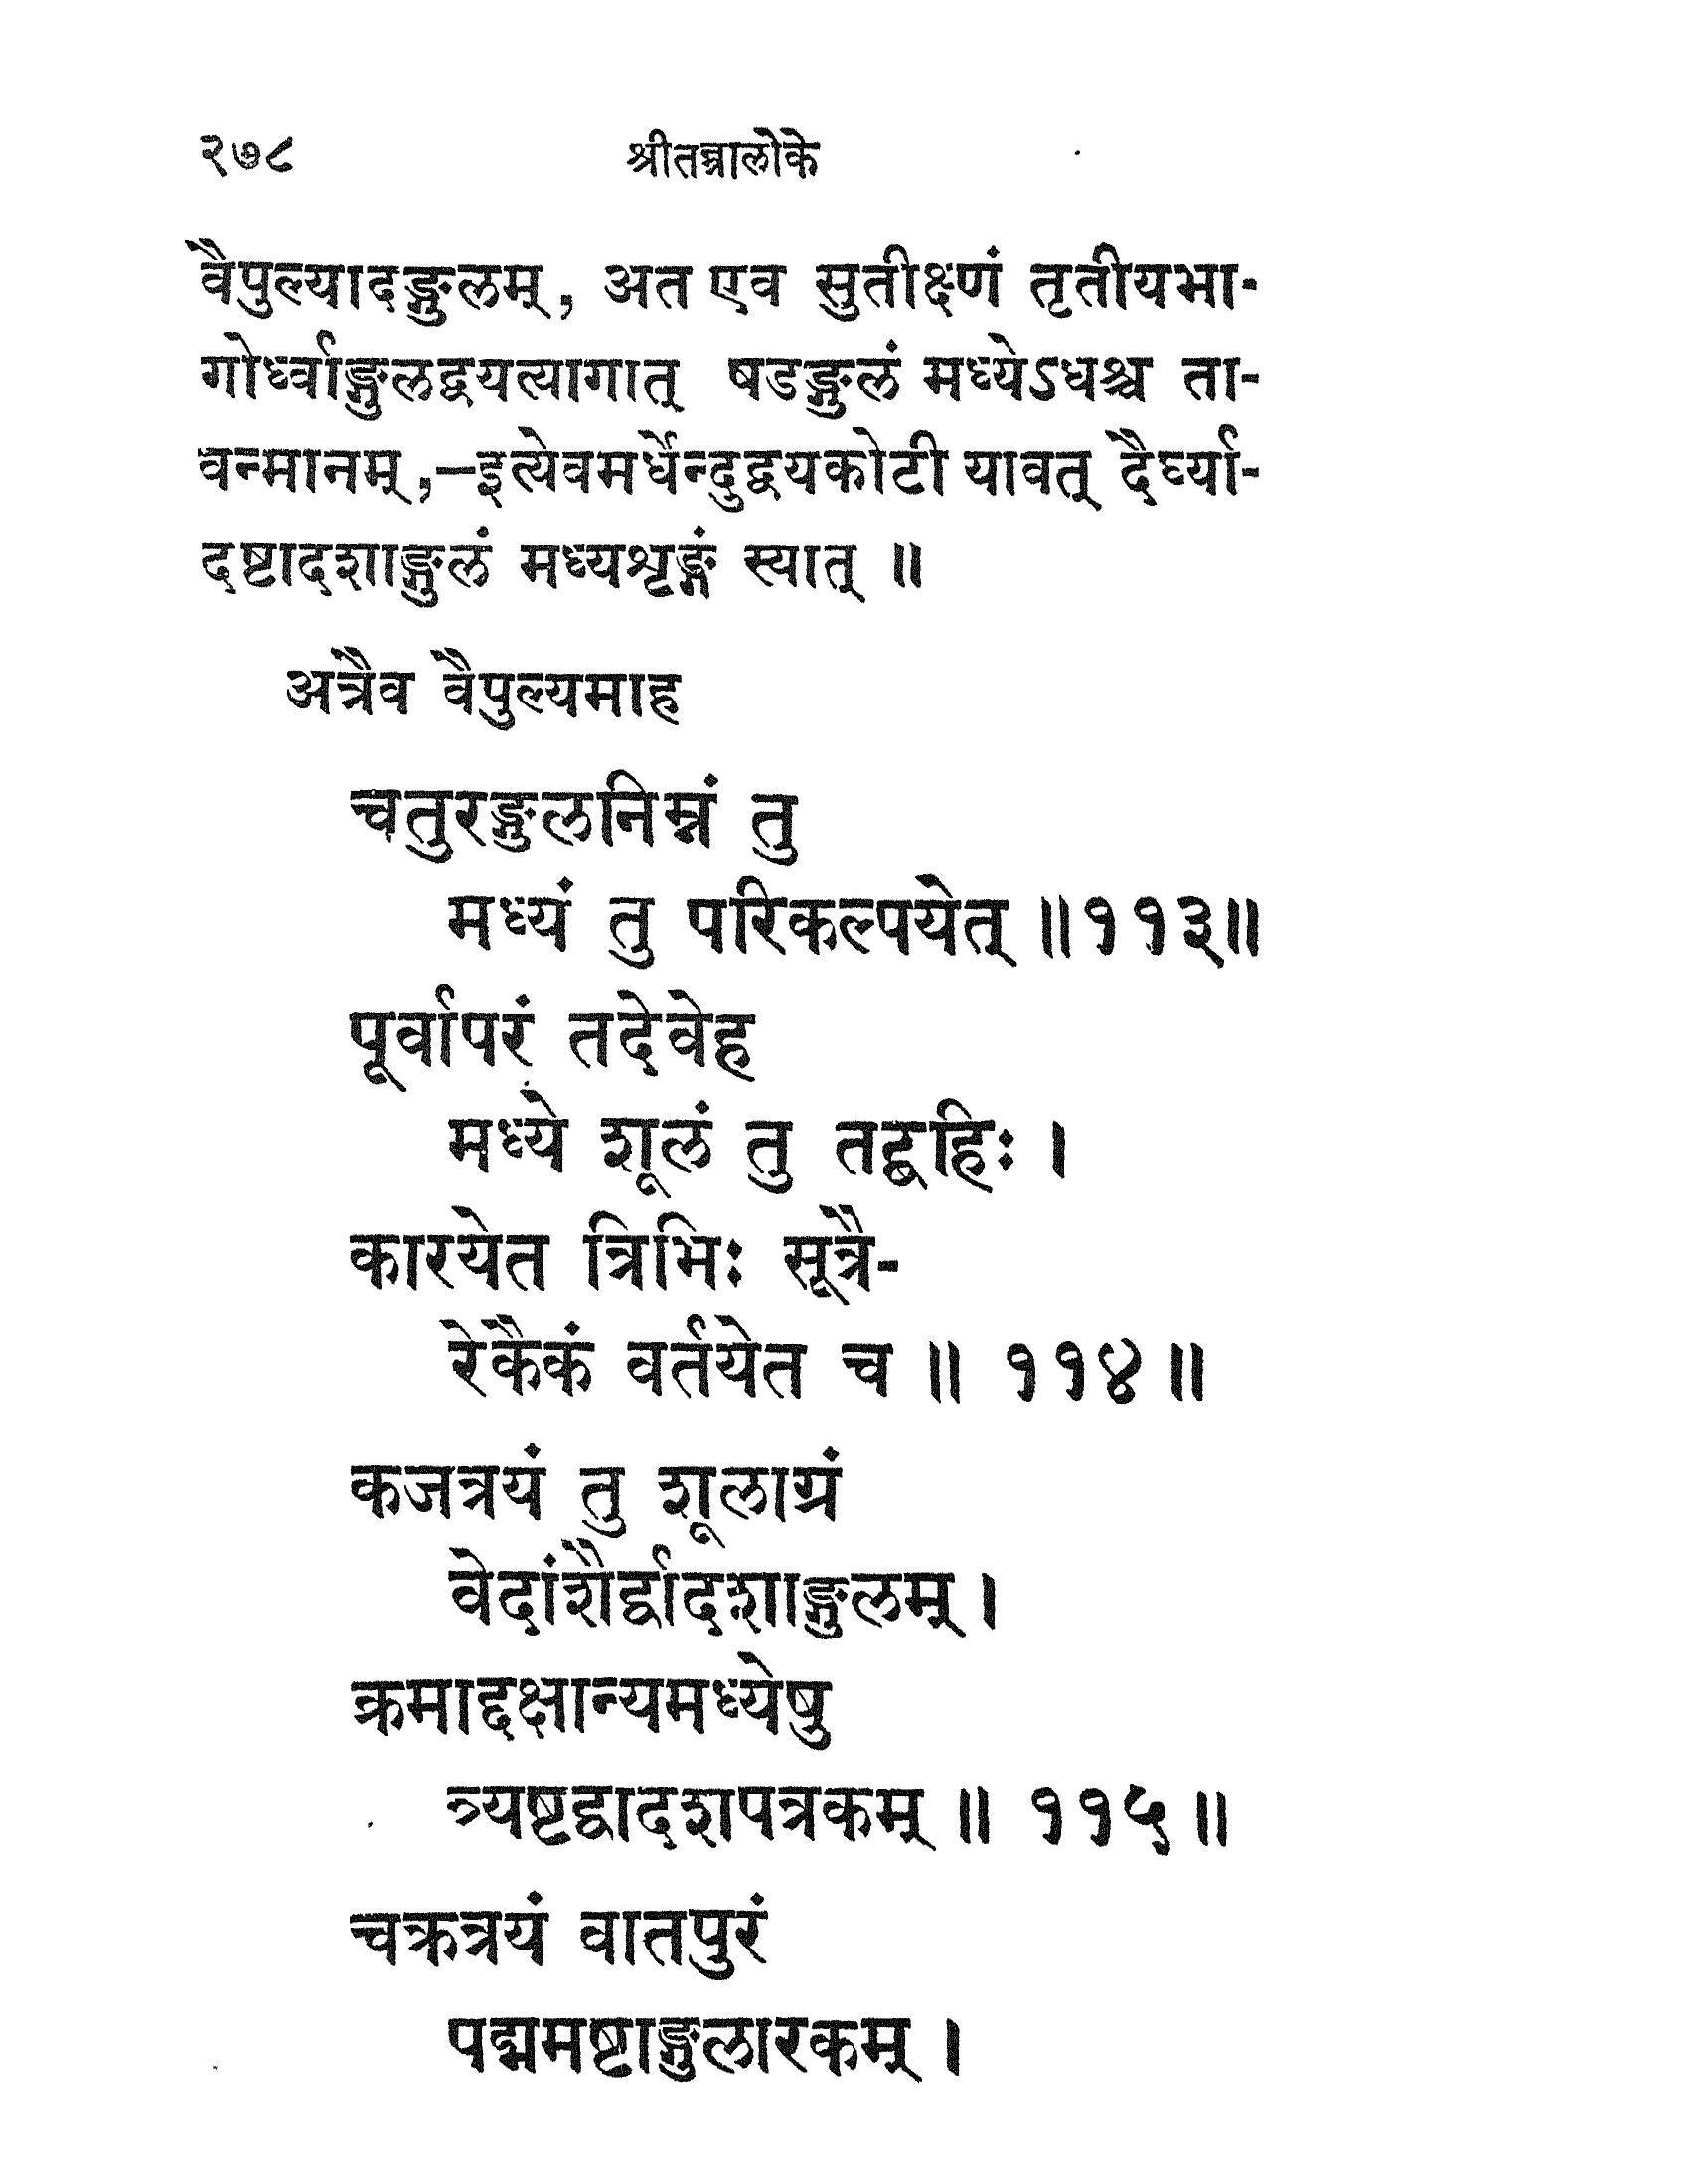 २७८ श्रीतन्त्रालोके
वैपुल्यादङ्गुलम्, अत एव सुतीक्ष्णं तृतीयभा-
गोर्ध्वाङ्गुलद्वयत्यागात् षडङ्गुलं मध्येऽधश्च ता-
वन्मानम्,—इत्येवमर्धेन्दुद्वयकोटी यावत् दैर्घ्या-
दष्टादशाङ्गुलं मध्यशृङ्गं स्यात् ॥
अत्रैव वैपुल्यमाह
चतुरङ्गुलनिम्नं तु
मध्यं तु परिकल्पयेत् ॥११३॥
पूर्वापरं तदेवेह
मध्ये शूलं तु तद्बहिः ।
कारयेत त्रिभिः सूत्रै-
रेकैकं वर्तयेत च ॥ ११४ ॥
कजत्रयं तु शूलाग्रं
वेदांशैर्द्वादशाङ्गुलम् ।
क्रमाद्दक्षान्यमध्येषु
त्र्यष्टद्वादशपत्रकम् ॥ ११५ ॥
चक्रत्रयं वातपुरं
पद्ममष्टाङ्गुलारकम् ।